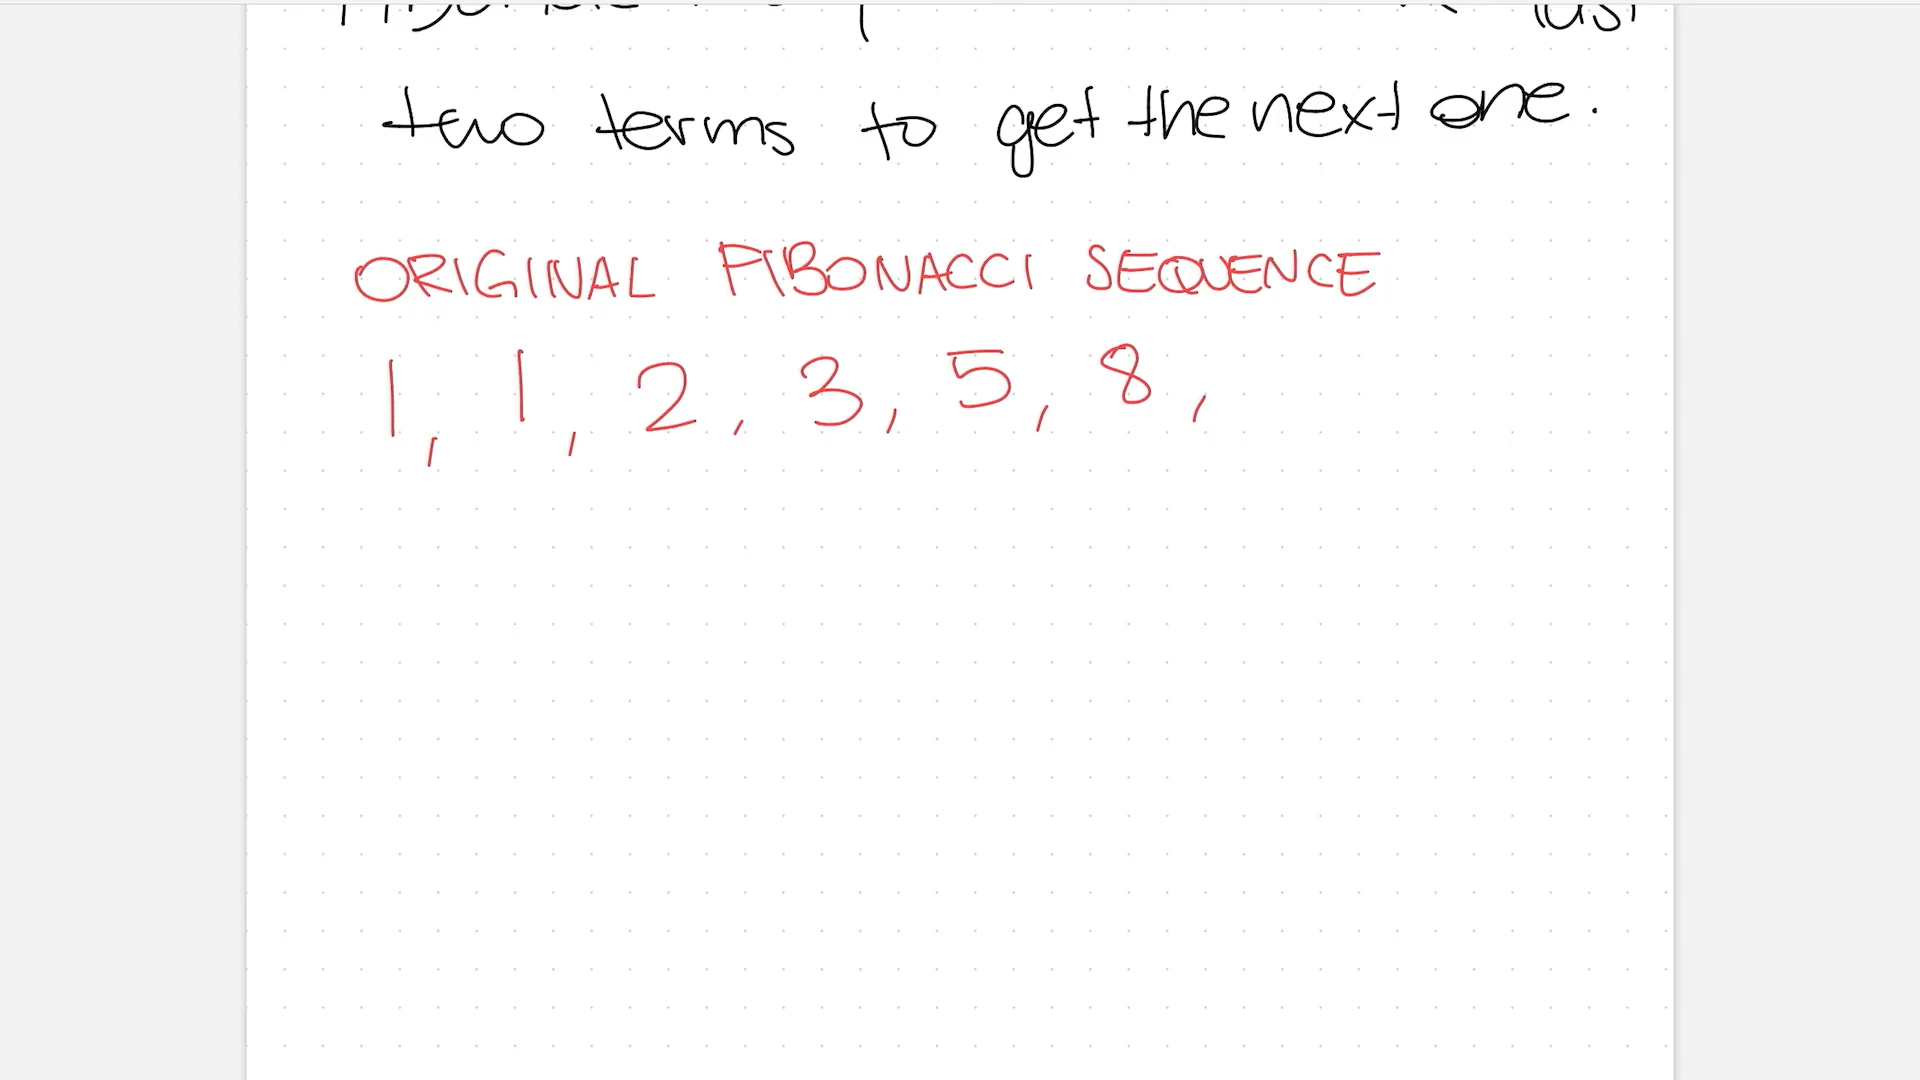 two terms to get the next one.
ORIGINAL FIBONACCI SEQUENCE
1, 1, 2, 3, 5, 8,